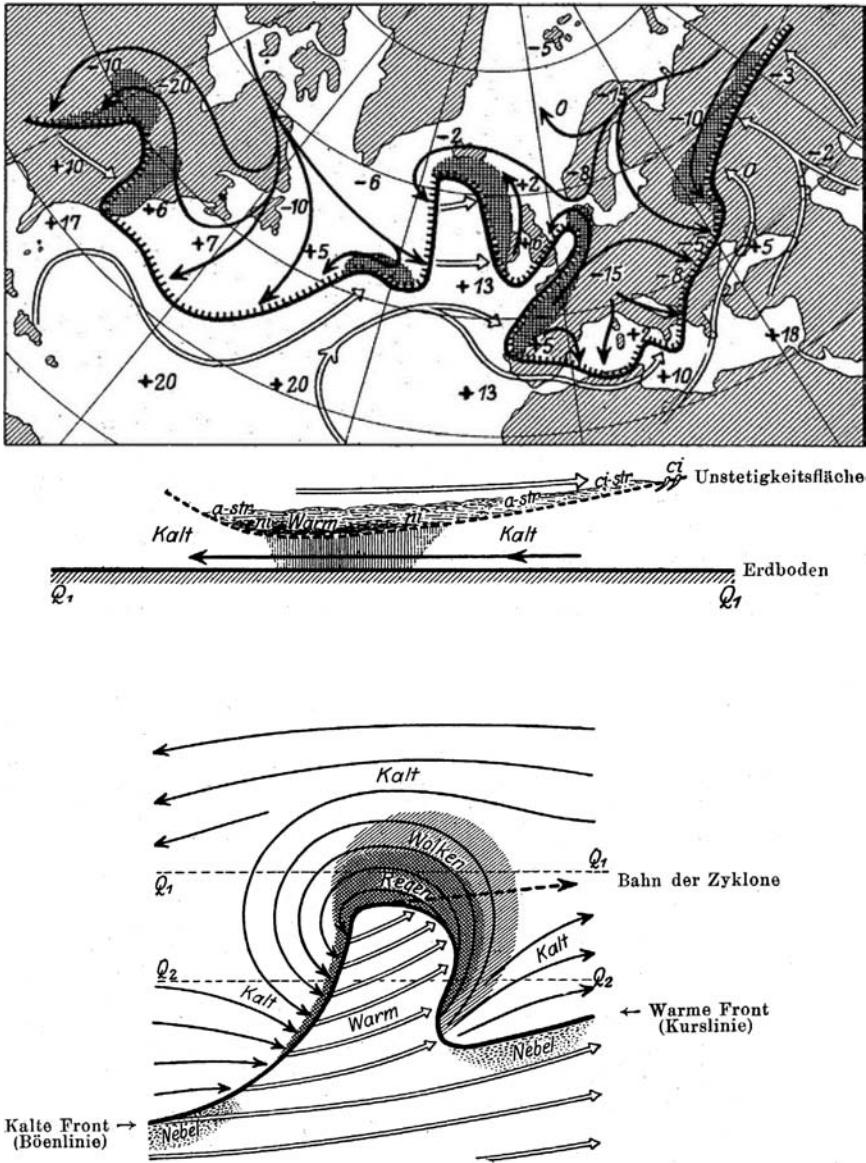 -10
-20
-5
0
-15
-3
-10
+10
-2
-8
-2
-6
+2
0
+17
+6
-10
+7
+5
+6
-5
+5
-15
-8
+13
+18
+5
+
+10
+20
+20
+13
ci
ci-str
Unstetigkeitsfläche
a-str
a-str
ni
Warm
ni
Kalt
Kalt
Erdboden
Q₁
Q₁
Kalt
Wolken
Q₁
Q₁
Regen
Bahn der Zyklone
Kalt
Q₂
Q₂
Kalt
Warm
← Warme Front
(Kurslinie)
Nebel
Kalte Front →
(Böenlinie)
Nebel